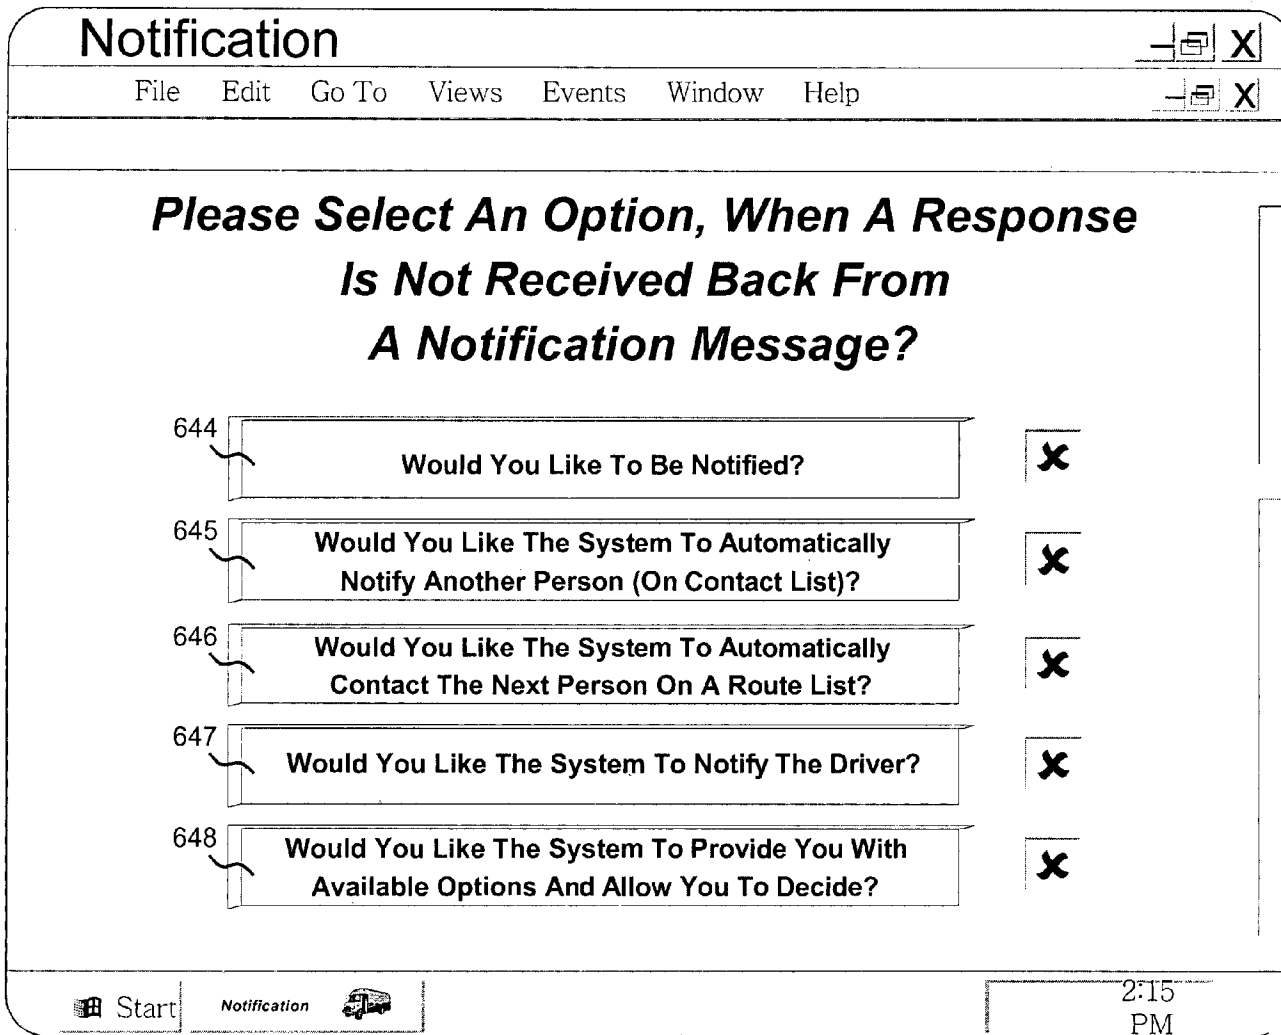 Notification
File Edit Go To Views Events Window Help
Please Select An Option, When A Response
Is Not Received Back From
A Notification Message?
644
Would You Like To Be Notified?
645
Would You Like The System To Automatically
Notify Another Person (On Contact List)?
646
Would You Like The System To Automatically
Contact The Next Person On A Route List?
647
Would You Like The System To Notify The Driver?
648
Would You Like The System To Provide You With
Available Options And Allow You To Decide?
Start
Notification
2:15
PM